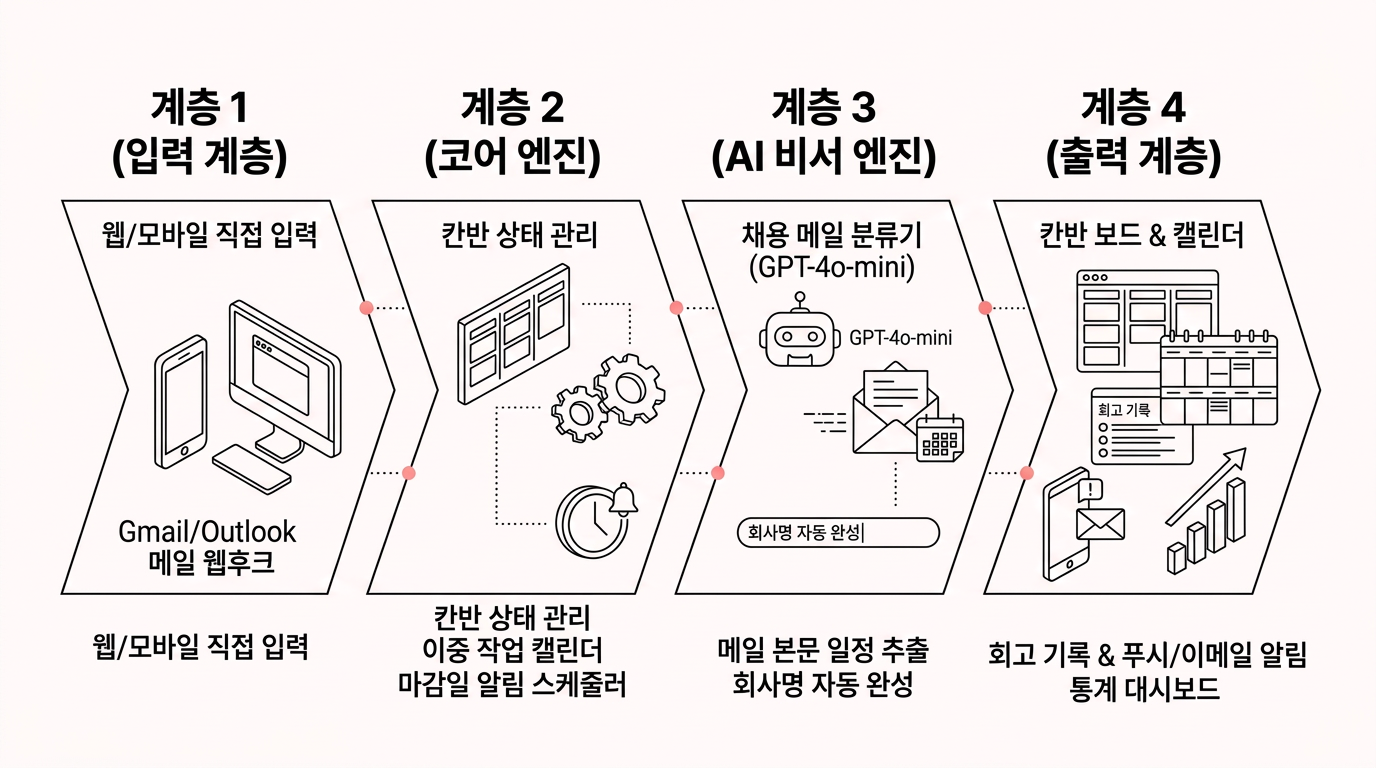 계층 1
(입력 계층)
웹/모바일 직접 입력
Gmail/Outlook
메일 웹후크
웹/모바일 직접 입력
계층 2
(코어 엔진)
칸반 상태 관리
칸반 상태 관리
이중 작업 캘린더
마감일 알림 스케줄러
계층 3
(AI 비서 엔진)
채용 메일 분류기
(GPT-4o-mini)
GPT-4o-mini
회사명 자동 완성|
메일 본문 일정 추출
회사명 자동 완성
계층 4
(출력 계층)
칸반 보드 & 캘린더
회고 기록
!
회고 기록 & 푸시/이메일 알림
통계 대시보드